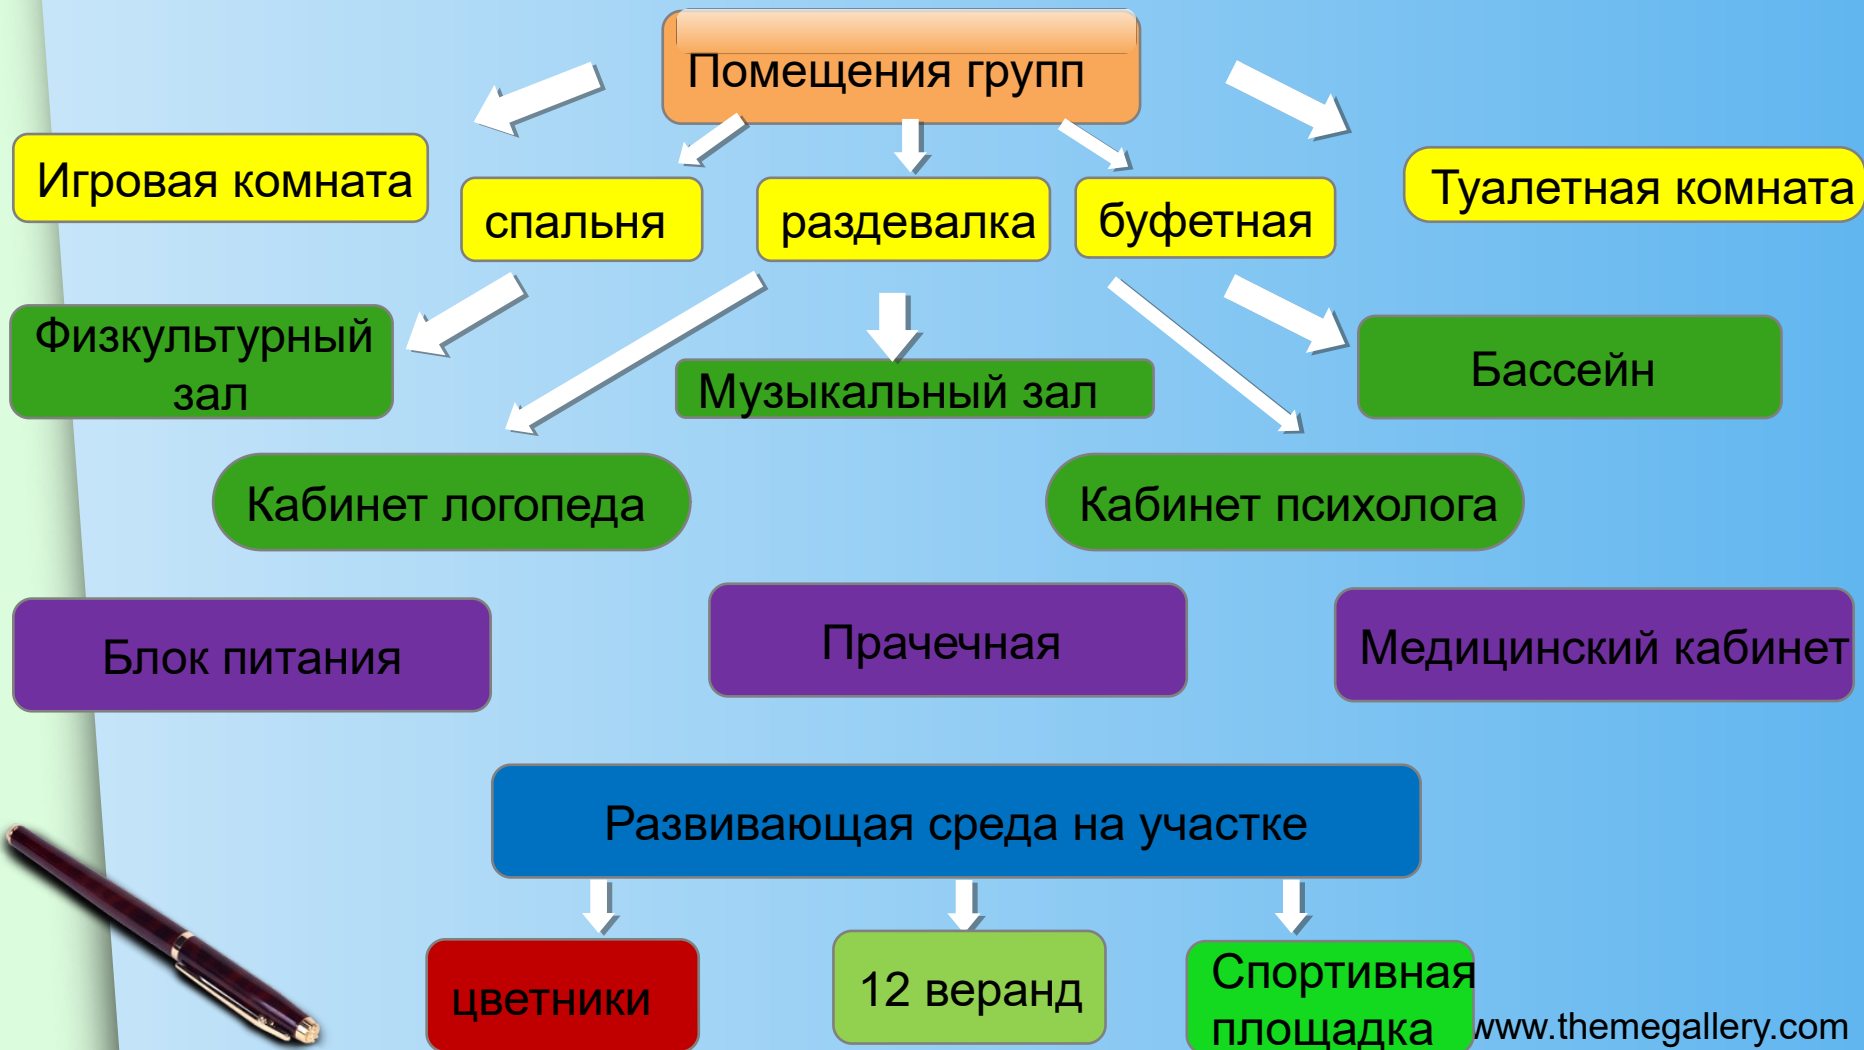 Помещения групп
Игровая комната
спальня
раздевалка
буфетная
Туалетная комната
Физкультурный
зал
Музыкальный зал
Бассейн
Кабинет логопеда
Кабинет психолога
Блок питания
Прачечная
Медицинский кабинет
Развивающая среда на участке
цветники
12 веранд
Спортивная
площадка
www.themegallery.com